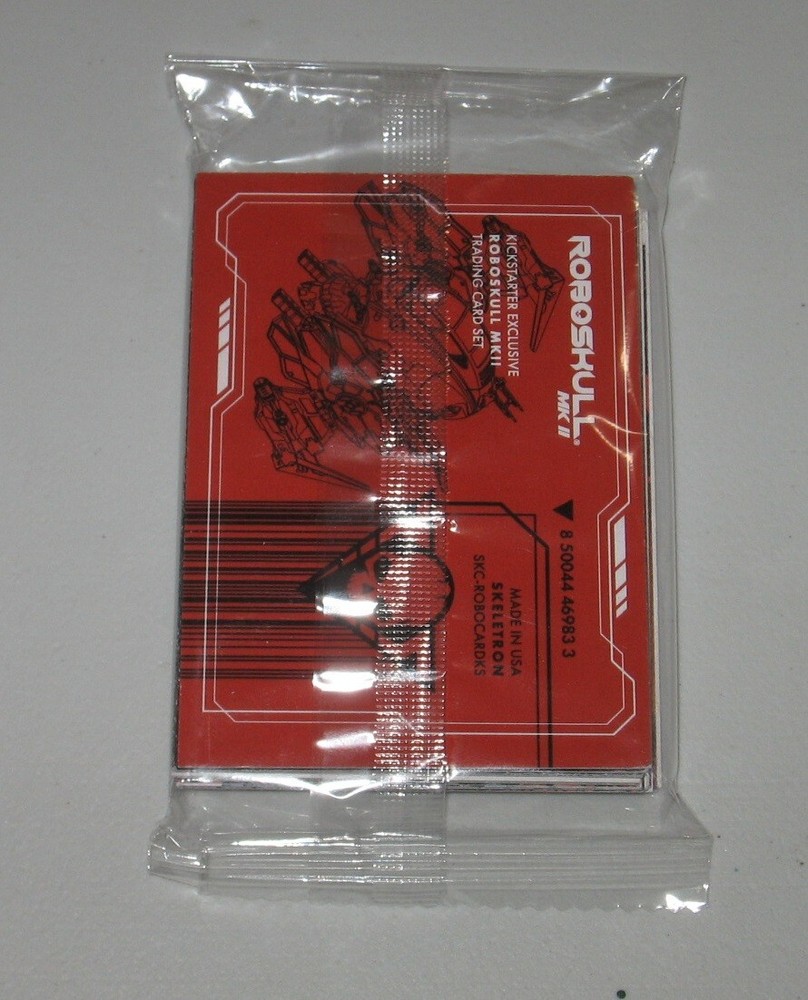 ROBOSKULL®
MK II
KICKSTARTER EXCLUSIVE
ROBOSKULL MKII
TRADING CARD SET
8 50044 46983 3
MADE IN USA
SKELETRON
SKC-ROBOCARDKS